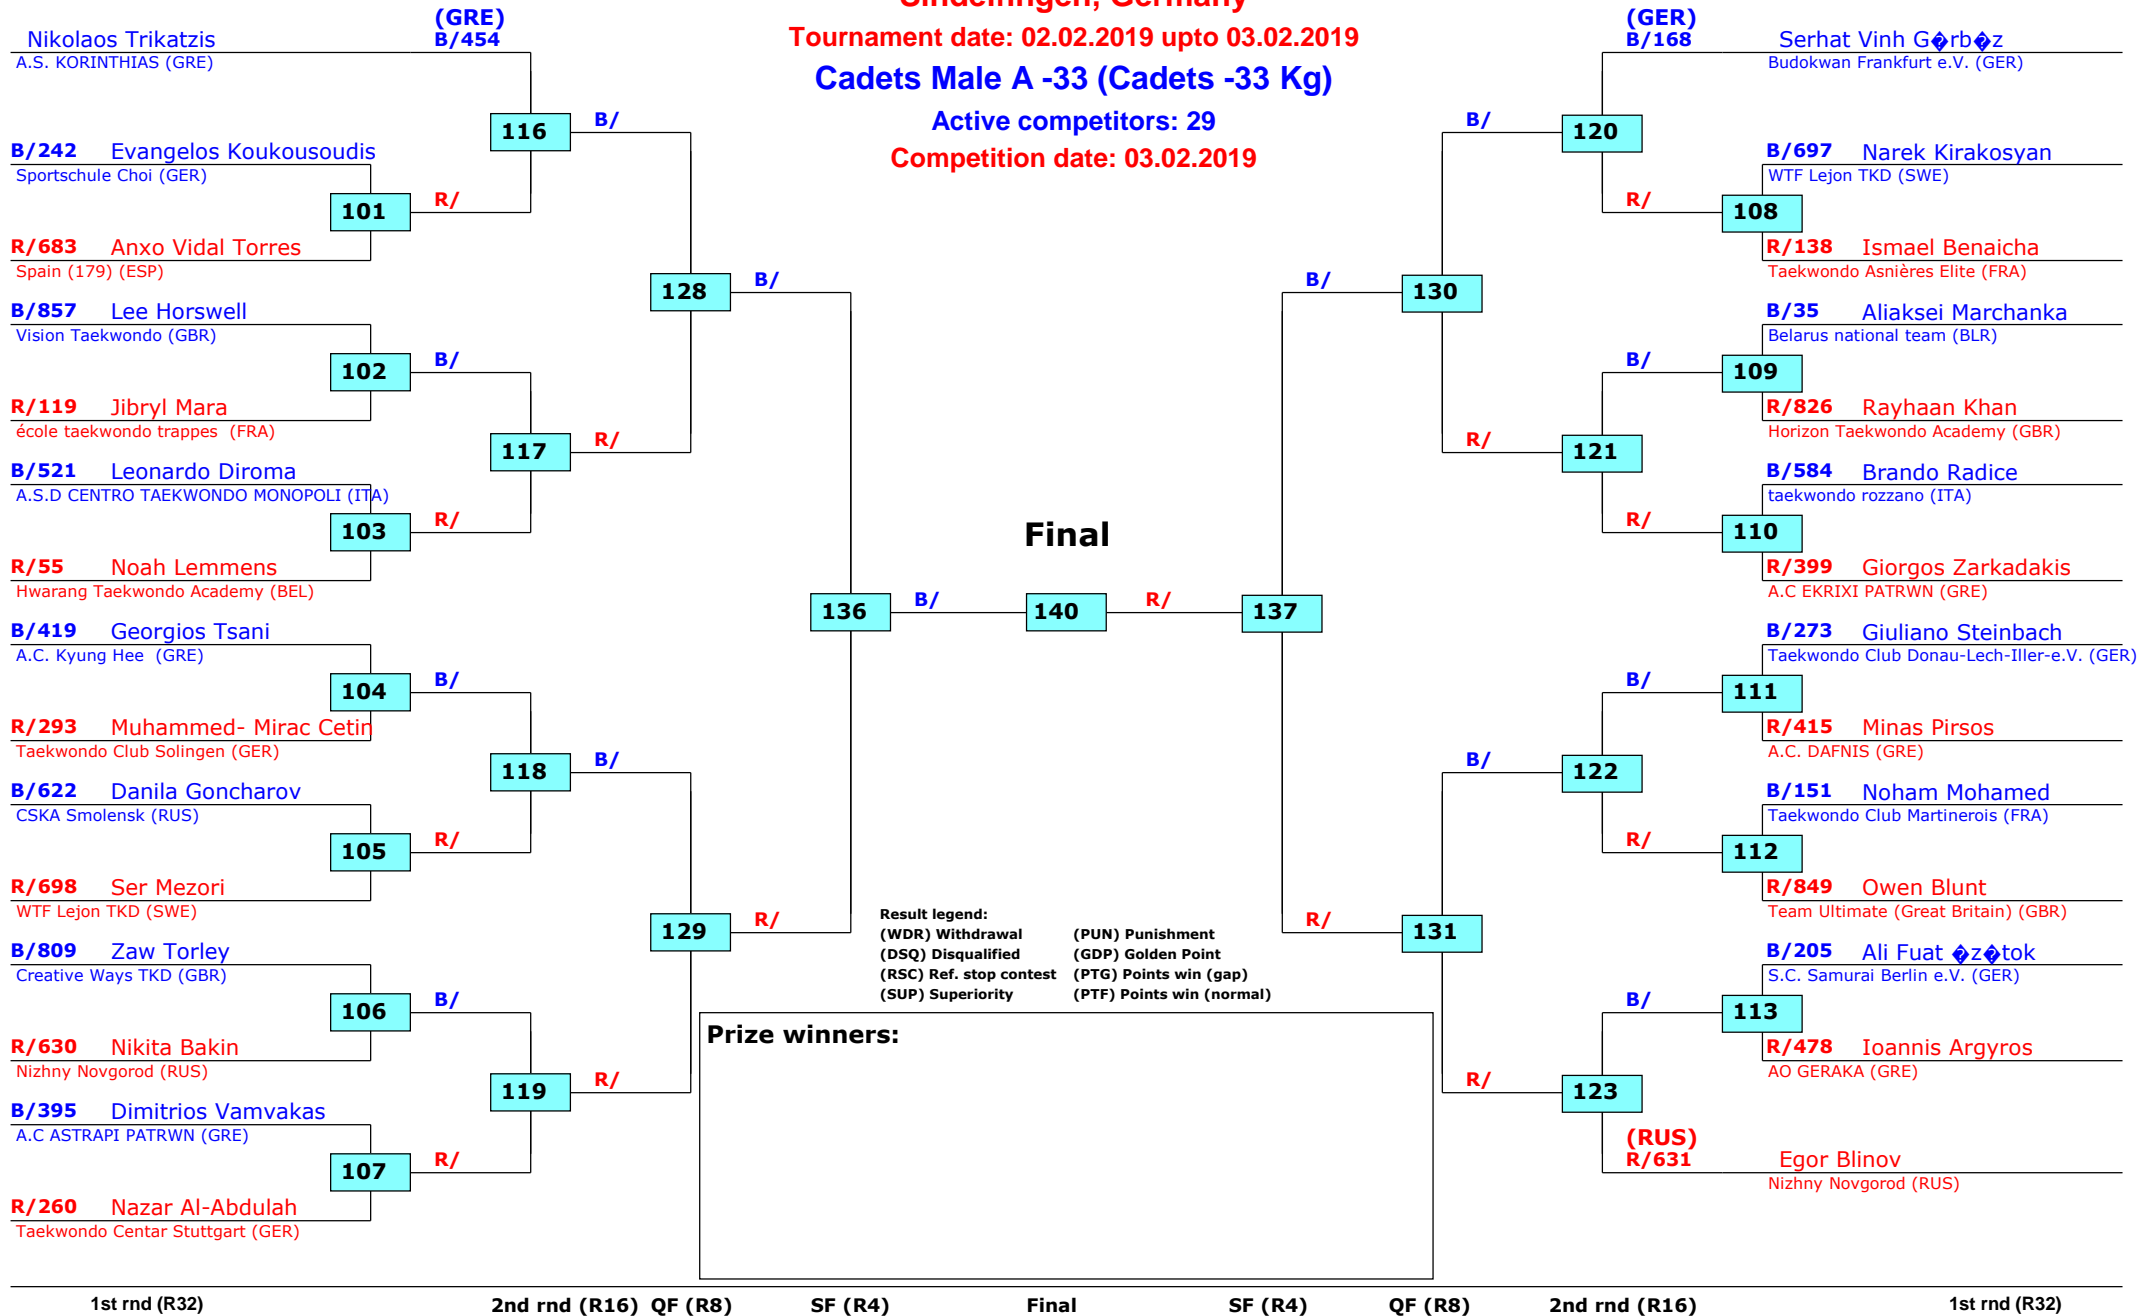 Sindelfingen, Germany
Tournament date: 02.02.2019 upto 03.02.2019
Cadets Male A -33 (Cadets -33 Kg)
Active competitors: 29
Competition date: 03.02.2019
(GRE)
Nikolaos Trikatzis B/454
A.S. KORINTHIAS (GRE)
116 B/
B/242 Evangelos Koukousoudis
Sportschule Choi (GER)
101 R/
R/683 Anxo Vidal Torres
Spain (179) (ESP)
128 B/
B/857 Lee Horswell
Vision Taekwondo (GBR)
102 B/
R/119 Jibryl Mara
école taekwondo trappes (FRA)
117 R/
B/521 Leonardo Diroma
A.S.D CENTRO TAEKWONDO MONOPOLI (ITA)
103 R/
R/55 Noah Lemmens
Hwarang Taekwondo Academy (BEL)
136 B/
B/419 Georgios Tsani
A.C. Kyung Hee (GRE)
104 B/
R/293 Muhammed- Mirac Cetin
Taekwondo Club Solingen (GER)
118 B/
B/622 Danila Goncharov
CSKA Smolensk (RUS)
105 R/
R/698 Ser Mezori
WTF Lejon TKD (SWE)
129 R/
B/809 Zaw Torley
Creative Ways TKD (GBR)
106 B/
R/630 Nikita Bakin
Nizhny Novgorod (RUS)
119 R/
B/395 Dimitrios Vamvakas
A.C ASTRAPI PATRWN (GRE)
107 R/
R/260 Nazar Al-Abdulah
Taekwondo Centar Stuttgart (GER)
Final
140 R/
(GER)
B/168 Serhat Vinh G�rb�z
Budokwan Frankfurt e.V. (GER)
B/ 120
B/697 Narek Kirakosyan
WTF Lejon TKD (SWE)
R/ 108
R/138 Ismael Benaicha
Taekwondo Asnières Elite (FRA)
B/ 130
B/35 Aliaksei Marchanka
Belarus national team (BLR)
B/ 109
R/826 Rayhaan Khan
Horizon Taekwondo Academy (GBR)
R/ 121
B/584 Brando Radice
taekwondo rozzano (ITA)
R/ 110
R/399 Giorgos Zarkadakis
A.C EKRIXI PATRWN (GRE)
137
B/273 Giuliano Steinbach
Taekwondo Club Donau-Lech-Iller-e.V. (GER)
B/ 111
R/415 Minas Pirsos
A.C. DAFNIS (GRE)
B/ 122
B/151 Noham Mohamed
Taekwondo Club Martinerois (FRA)
R/ 112
R/849 Owen Blunt
Team Ultimate (Great Britain) (GBR)
R/ 131
B/205 Ali Fuat �z�tok
S.C. Samurai Berlin e.V. (GER)
B/ 113
R/478 Ioannis Argyros
AO GERAKA (GRE)
R/ 123
(RUS)
R/631 Egor Blinov
Nizhny Novgorod (RUS)
Result legend:
(WDR) Withdrawal (PUN) Punishment
(DSQ) Disqualified (GDP) Golden Point
(RSC) Ref. stop contest (PTG) Points win (gap)
(SUP) Superiority (PTF) Points win (normal)
Prize winners:
1st rnd (R32) 2nd rnd (R16) QF (R8) SF (R4) Final SF (R4) QF (R8) 2nd rnd (R16) 1st rnd (R32)